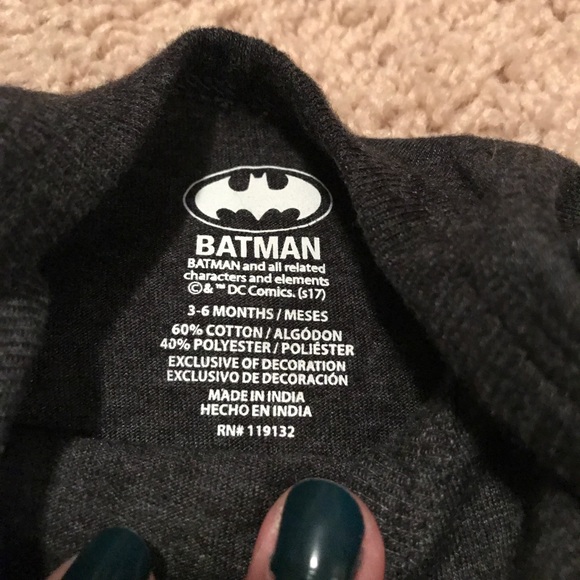 BATMAN
BATMAN and all related
characters and elements
©& ™ DC Comics. (s17)
3-6 MONTHS / MESES
60% COTTON / ALGÓDON
40% POLYESTER / POLIÉSTER
EXCLUSIVE OF DECORATION
EXCLUSIVO DE DECORACIÓN
MADE IN INDIA
HECHO EN INDIA
RN# 119132